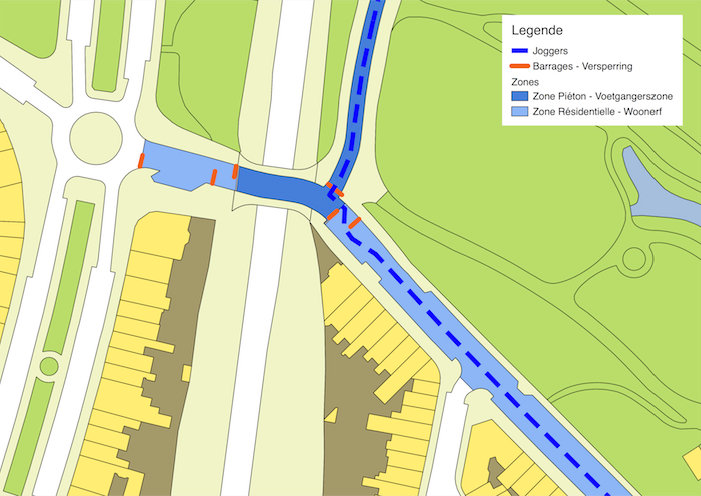 Legende
Joggers
Barrages - Versperring
Zones
Zone Piéton - Voetgangerszone
Zone Résidentielle - Woonerf